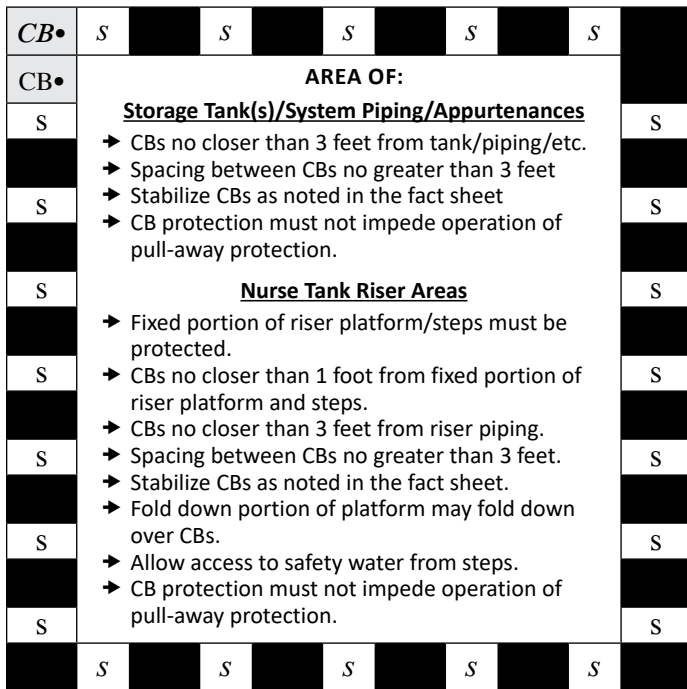 CB• S S S S S
CB•
AREA OF:
Storage Tank(s)/System Piping/Appurtenances
S S
➔ CBs no closer than 3 feet from tank/piping/etc.
➔ Spacing between CBs no greater than 3 feet
➔ Stabilize CBs as noted in the fact sheet
S S
➔ CB protection must not impede operation of
pull-away protection.
S Nurse Tank Riser Areas S
➔ Fixed portion of riser platform/steps must be
protected.
S S
➔ CBs no closer than 1 foot from fixed portion of
riser platform and steps.
➔ CBs no closer than 3 feet from riser piping.
S S
➔ Spacing between CBs no greater than 3 feet.
➔ Stabilize CBs as noted in the fact sheet.
➔ Fold down portion of platform may fold down
over CBs.
S S
➔ Allow access to safety water from steps.
➔ CB protection must not impede operation of
pull-away protection.
S S
S S S S S